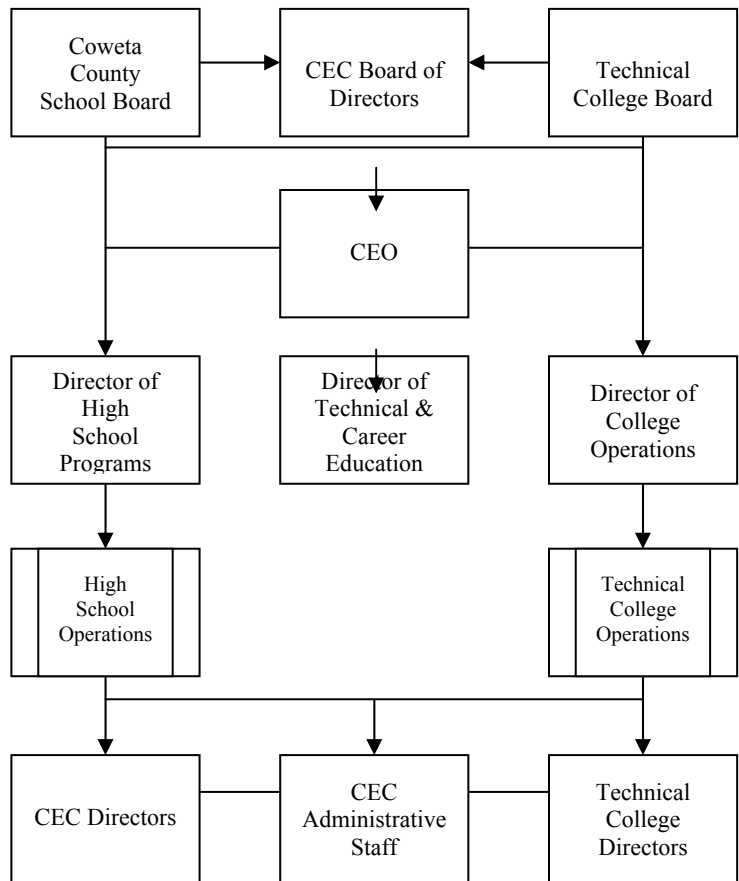 Coweta
County
School Board
CEC Board of
Directors
Technical
College Board
CEO
Director of
High
School
Programs
Director of
Technical &
Career
Education
Director of
College
Operations
High
School
Operations
Technical
College
Operations
CEC Directors
CEC
Administrative
Staff
Technical
College
Directors